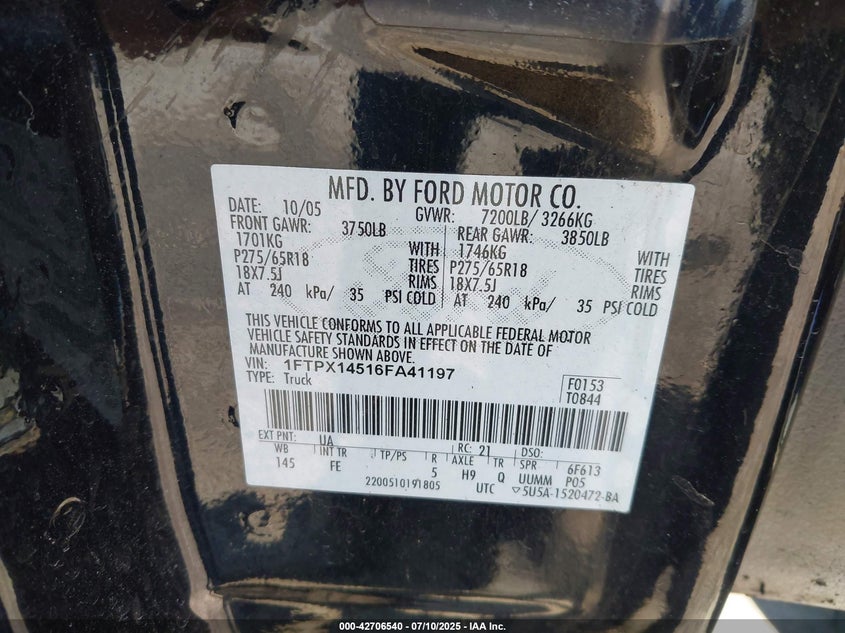 MFD. BY FORD MOTOR CO.
DATE: 10/05 GVWR: 7200LB/ 3266KG
FRONT GAWR: 3750LB REAR GAWR: 3850LB
1701KG WITH 1746KG WITH
P275/65R18 TIRES P275/65R18 TIRES
18X7.5J RIMS 18X7.5J RIMS
AT 240 kPa/ 35 PSI COLD AT 240 kPa/ 35 PSI COLD
THIS VEHICLE CONFORMS TO ALL APPLICABLE FEDERAL MOTOR
VEHICLE SAFETY STANDARDS IN EFFECT ON THE DATE OF
MANUFACTURE SHOWN ABOVE.
VIN: 1FTPX14516FA41197 F0153
TYPE: Truck T0844
EXT PNT: UA RC: 21 DSO:
WB INT TR TP/PS R AXLE TR SPR 6F613
145 FE 5 H9 Q UUMM P05
2200510191805 UTC 5U5A-1520472-BA
000-42706540 - 07/10/2025 - IAA Inc.